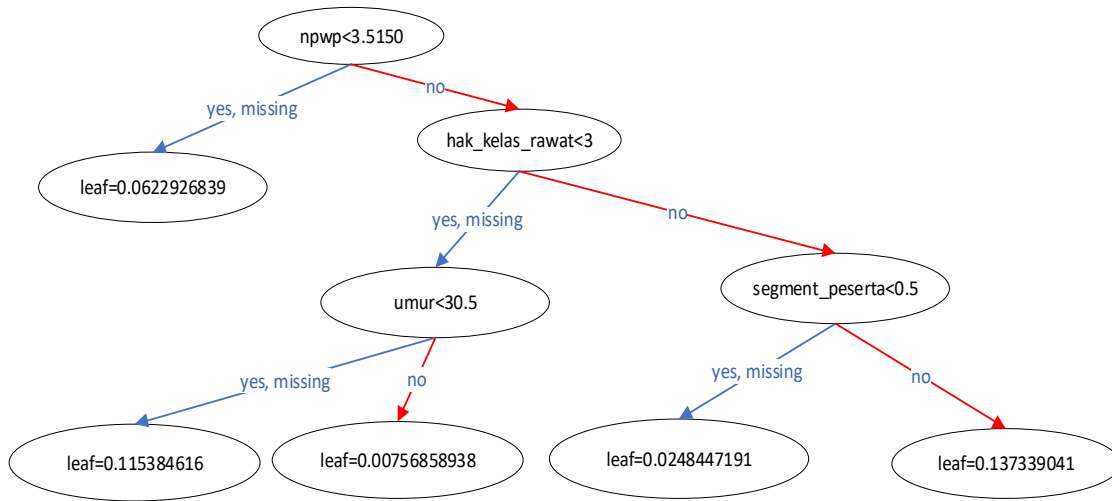 npwp<3.5150
no
yes, missing
hak_kelas_rawat<3
leaf=0.0622926839
yes, missing
no
umur<30.5
segment_peserta<0.5
yes, missing
no
yes, missing
no
leaf=0.115384616
leaf=0.00756858938
leaf=0.0248447191
leaf=0.137339041